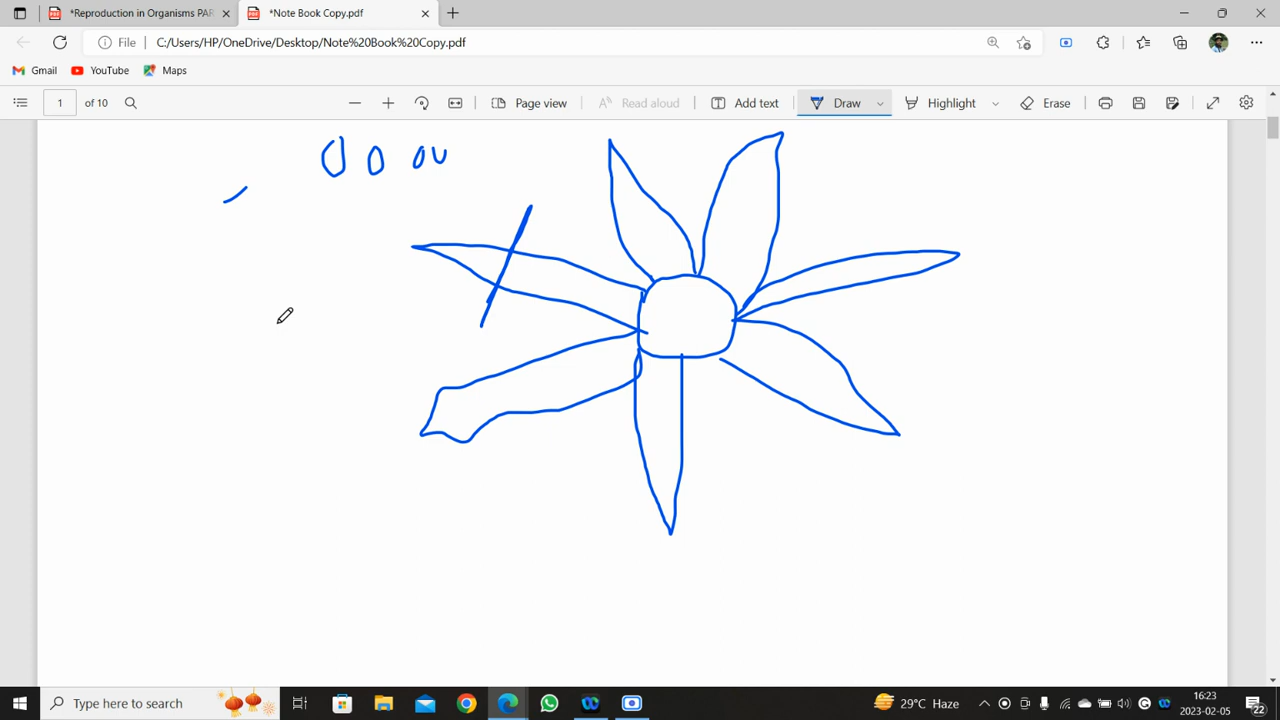 *Reproduction in Organisms PAR
*Note Book Copy.pdf
File
C:/Users/HP/OneDrive/Desktop/Note%20Book%20Copy.pdf
Gmail
YouTube
Maps
1 of 10
Page view
Read aloud
Add text
Draw
Highlight
Erase
Type here to search
29°C Haze
16:23
2023-02-05
22